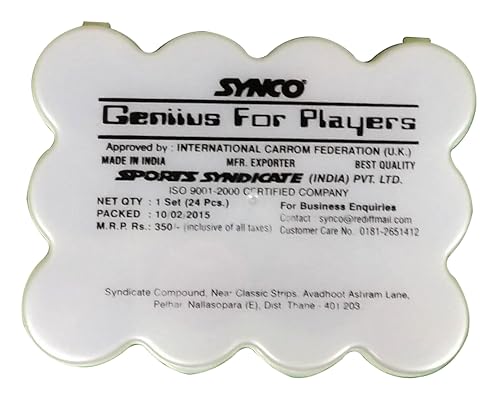 SYNCO®
Geniius For Players
Approved by : INTERNATIONAL CARROM FEDERATION (U.K.)
MADE IN INDIA MFR. EXPORTER BEST QUALITY
SPORTS SYNDICATE (INDIA) PVT. LTD.
ISO 9001-2000 CERTIFIED COMPANY
NET QTY : 1 Set (24 Pcs.) For Business Enquiries
PACKED : 10/02/2015 Contact synco@rediffmail.com
M.R.P. Rs.: 350/- (inclusive of all taxes) Customer Care No. 0181-2651412
Syndicate Compound, Near Classic Strips, Avadhoot Ashram Lane,
Pelhar, Nallasopara (E), Dist. Thane - 401 203